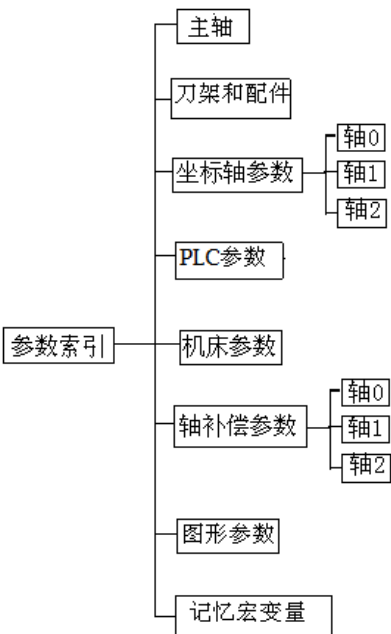 主轴
刀架和配件
坐标轴参数
轴0
轴1
轴2
PLC参数
参数索引
机床参数
轴补偿参数
轴0
轴1
轴2
图形参数
记忆宏变量